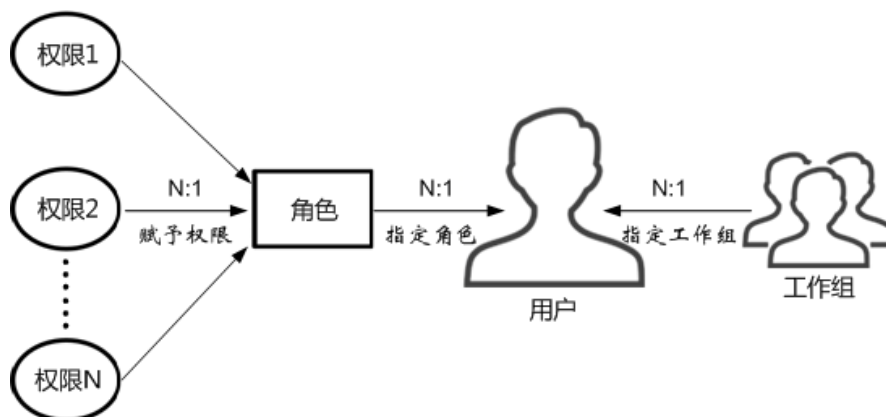 权限1
权限2
权限N
N:1
赋予权限
角色
N:1
指定角色
用户
N:1
指定工作组
工作组